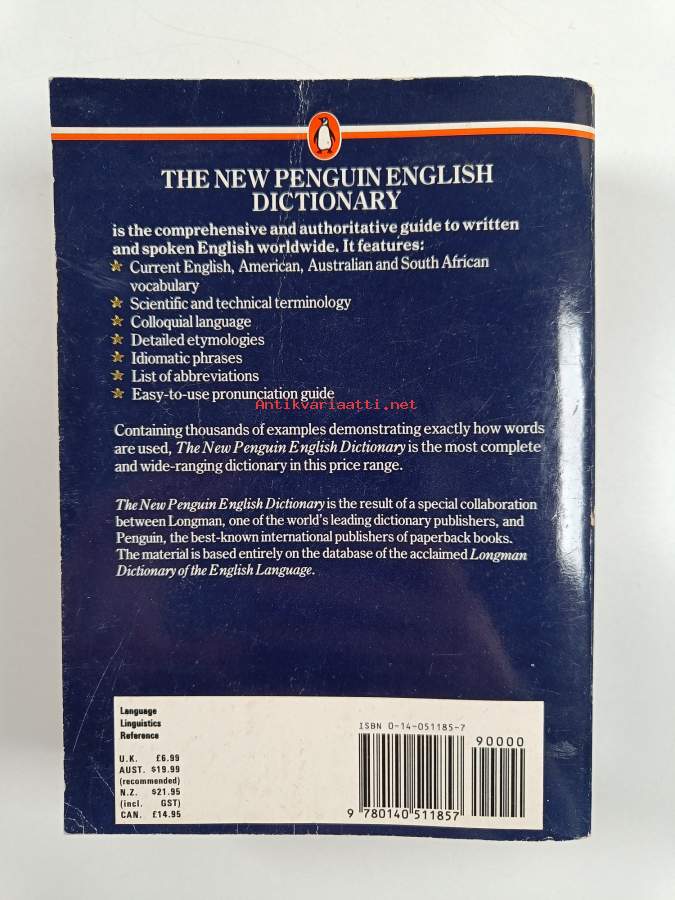 THE NEW PENGUIN ENGLISH
DICTIONARY
is the comprehensive and authoritative guide to written
and spoken English worldwide. It features:
Current English, American, Australian and South African
vocabulary
Scientific and technical terminology
Colloquial language
Detailed etymologies
Idiomatic phrases
List of abbreviations
Easy-to-use pronunciation guide
Antikvariaatti.net
Containing thousands of examples demonstrating exactly how words
are used, The New Penguin English Dictionary is the most complete
and wide-ranging dictionary in this price range.
The New Penguin English Dictionary is the result of a special collaboration
between Longman, one of the world's leading dictionary publishers, and
Penguin, the best-known international publishers of paperback books.
The material is based entirely on the database of the acclaimed Longman
Dictionary of the English Language.
Language
Linguistics
Reference
U.K. £6.99
AUST. $19.99
(recommended)
N.Z. $21.95
(incl. GST)
CAN. £14.95
ISBN 0-14-051185-7
90000
9 780140 511857